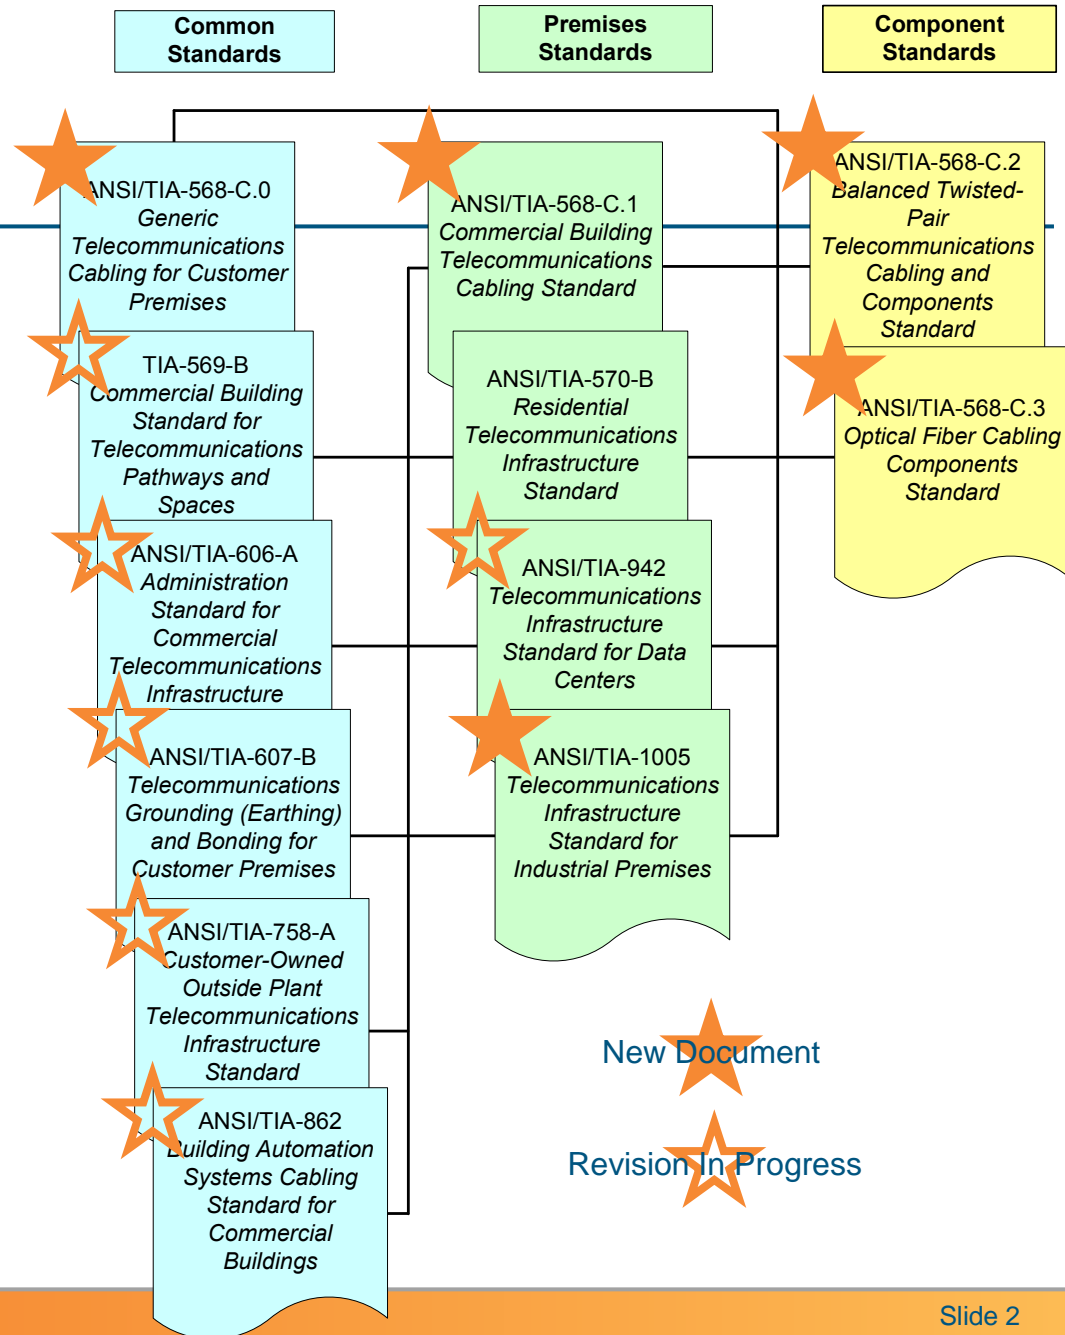 Common
Standards
Premises
Standards
Component
Standards
ANSI/TIA-568-C.0
Generic
Telecommunications
Cabling for Customer
Premises
TIA-569-B
Commercial Building
Standard for
Telecommunications
Pathways and
Spaces
ANSI/TIA-606-A
Administration
Standard for
Commercial
Telecommunications
Infrastructure
ANSI/TIA-607-B
Telecommunications
Grounding (Earthing)
and Bonding for
Customer Premises
ANSI/TIA-758-A
Customer-Owned
Outside Plant
Telecommunications
Infrastructure
Standard
ANSI/TIA-862
Building Automation
Systems Cabling
Standard for
Commercial
Buildings
ANSI/TIA-568-C.1
Commercial Building
Telecommunications
Cabling Standard
ANSI/TIA-570-B
Residential
Telecommunications
Infrastructure
Standard
ANSI/TIA-942
Telecommunications
Infrastructure
Standard for Data
Centers
ANSI/TIA-1005
Telecommunications
Infrastructure
Standard for
Industrial Premises
ANSI/TIA-568-C.2
Balanced Twisted-
Pair
Telecommunications
Cabling and
Components
Standard
ANSI/TIA-568-C.3
Optical Fiber Cabling
Components
Standard
New Document
Revision In Progress
Slide 2